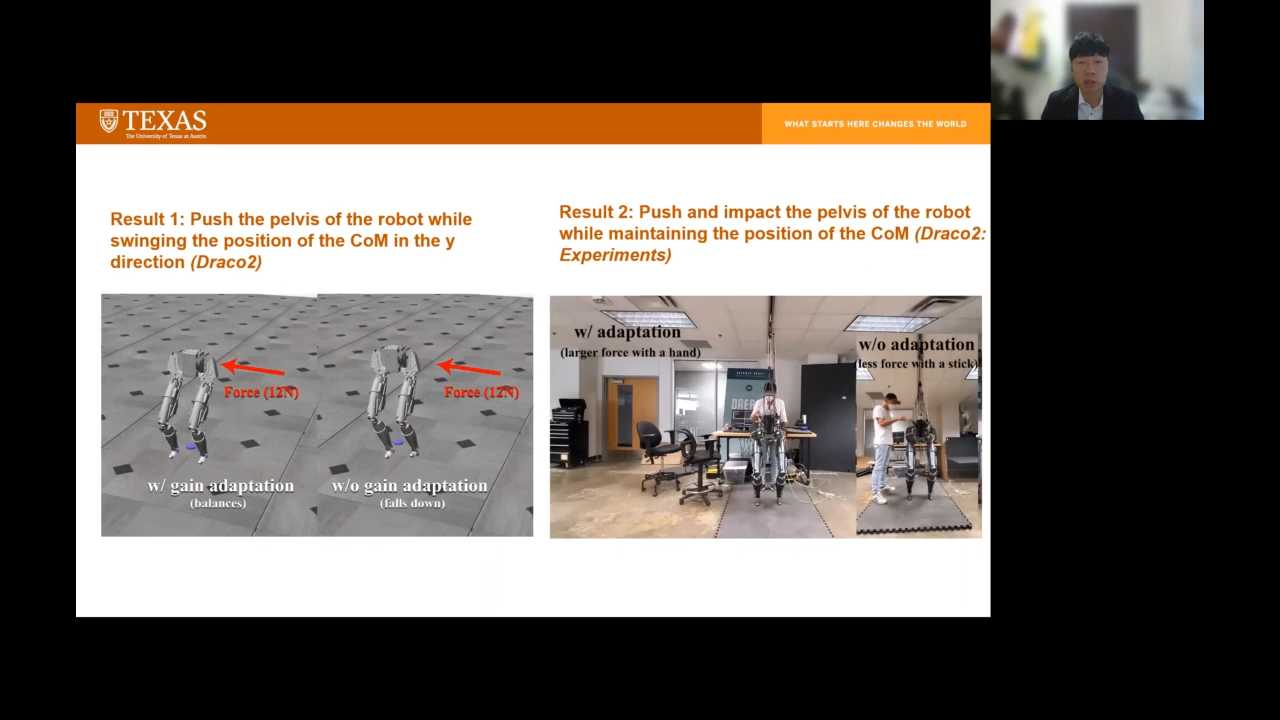 TEXAS
The University of Texas at Austin
WHAT STARTS HERE CHANGES THE WORLD
Result 1: Push the pelvis of the robot while
swinging the position of the CoM in the y
direction (Draco2)
Result 2: Push and impact the pelvis of the robot
while maintaining the position of the CoM (Draco2:
Experiments)
Force (12N)
w/ gain adaptation
(balances)
Force (12N)
w/o gain adaptation
(falls down)
w/ adaptation
(larger force with a hand)
w/o adaptation
(less force with a stick)